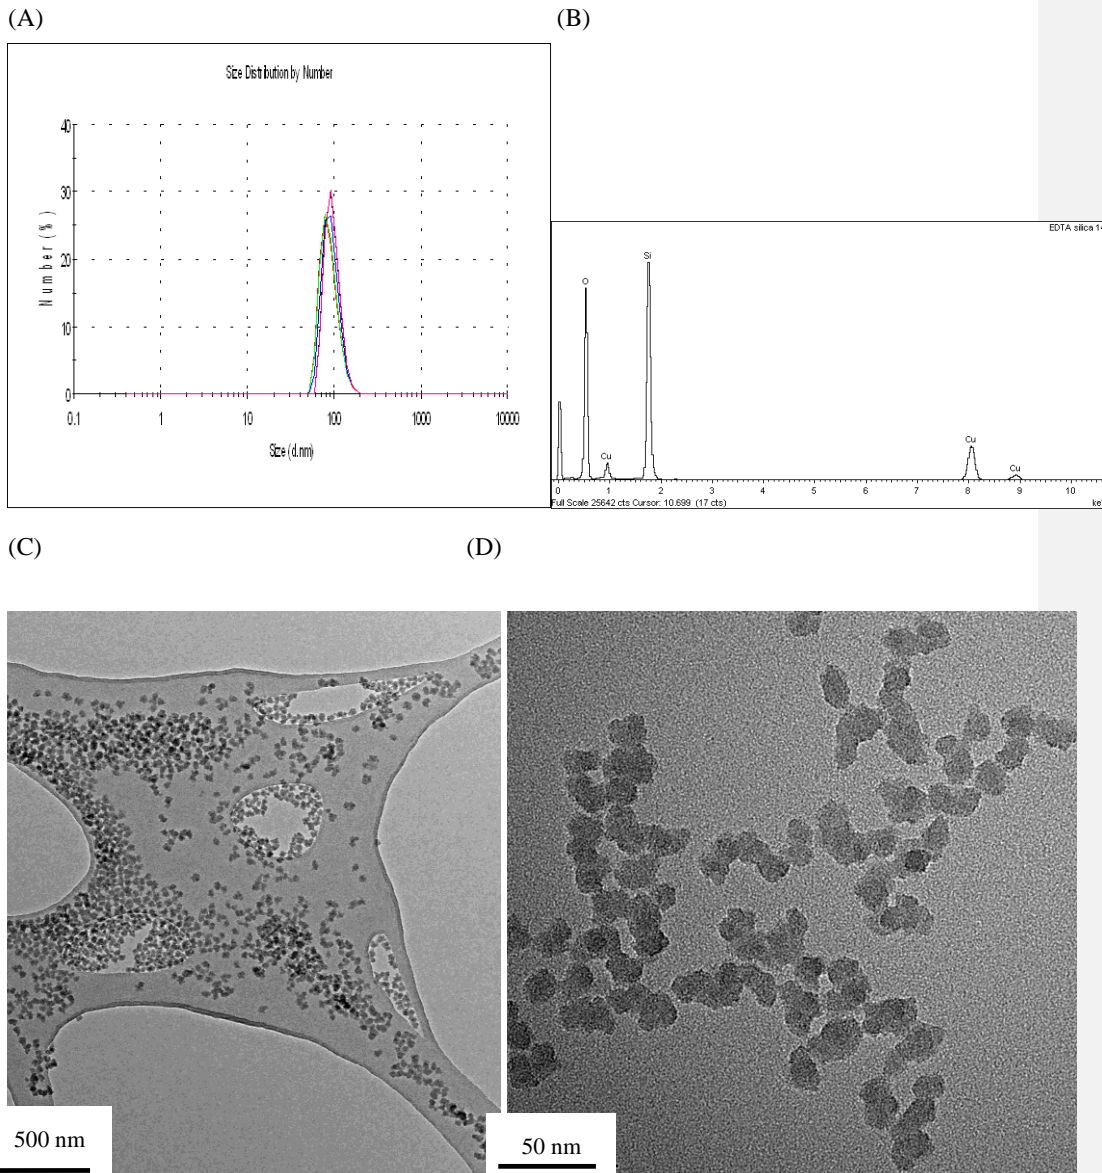 (A)
(B)
Size Distribution by Number
40
30
20
10
0
Number (%)
0.1 1 10 100 1000 10000
Size (d.nm)
EDTA silica 14
Si
O
Cu
Cu
Cu
0 1 2 3 4 5 6 7 8 9 10
Full Scale 25642 cts Cursor: 10.699 (17 cts)
(C)
(D)
500 nm
50 nm